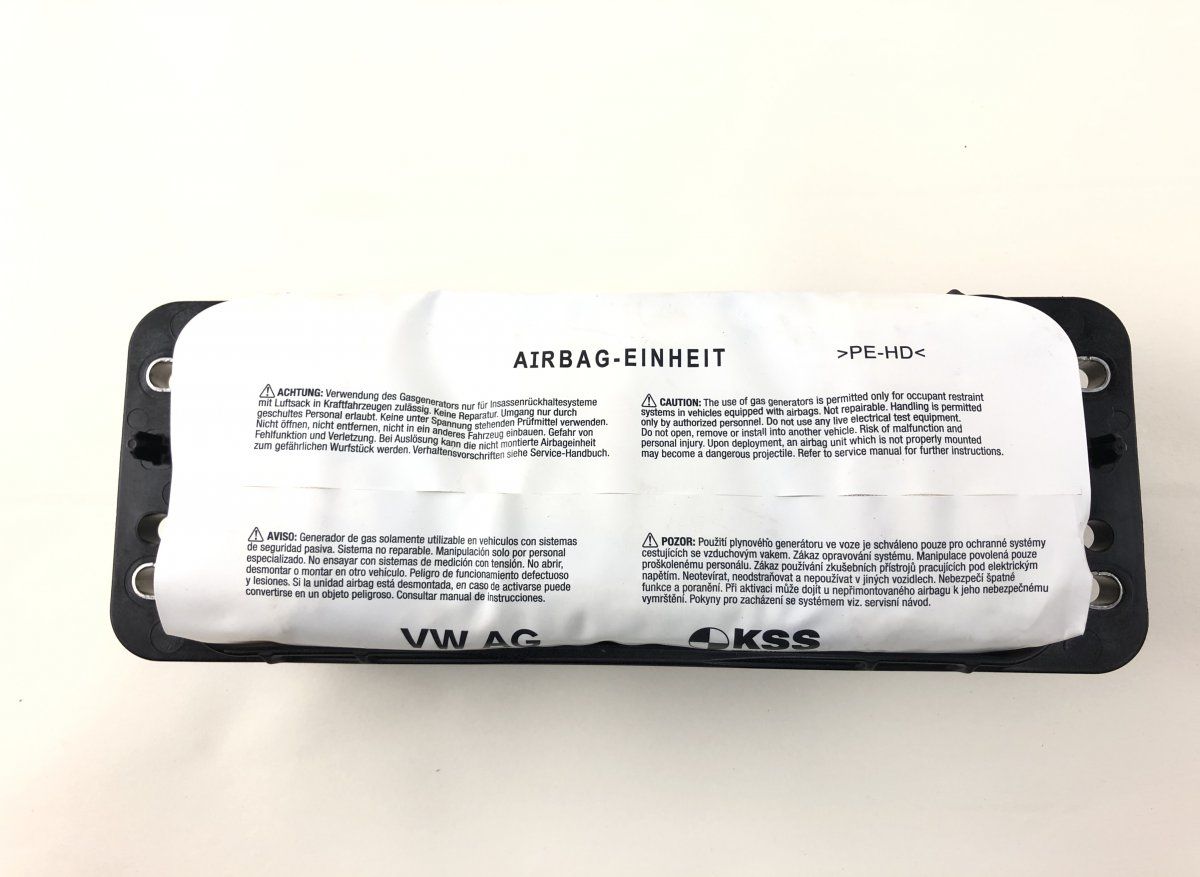 AIRBAG-EINHEIT
>PE-HD<
⚠ ACHTUNG: Verwendung des Gasgenerators nur für Insassenrückhaltesysteme
mit Luftsack in Kraftfahrzeugen zulässig. Keine Reparatur. Umgang nur durch
geschultes Personal erlaubt. Keine unter Spannung stehenden Prüfmittel verwenden.
Nicht öffnen, nicht entfernen, nicht in ein anderes Fahrzeug einbauen. Gefahr von
Fehlfunktion und Verletzung. Bei Auslösung kann die nicht montierte Airbageinheit
zum gefährlichen Wurfstück werden. Verhaltensvorschriften siehe Service-Handbuch.
⚠ CAUTION: The use of gas generators is permitted only for occupant restraint
systems in vehicles equipped with airbags. Not repairable. Handling is permitted
only by authorized personnel. Do not use any live electrical test equipment.
Do not open, remove or install into another vehicle. Risk of malfunction and
personal injury. Upon deployment, an airbag unit which is not properly mounted
may become a dangerous projectile. Refer to service manual for further instructions.
⚠ AVISO: Generador de gas solamente utilizable en vehiculos con sistemas
de seguridad pasiva. Sistema no reparable. Manipulación solo por personal
especializado. No ensayar con sistemas de medición con tensión. No abrir,
desmontar o montar en otro vehículo. Peligro de funcionamiento defectuoso
y lesiones. Si la unidad airbag está desmontada, en caso de activarse puede
convertirse en un objeto peligroso. Consultar manual de instrucciones.
⚠ POZOR: Použití plynového generátoru ve voze je schváleno pouze pro ochranné systémy
cestujících se vzduchovým vakem. Zákaz opravování systému. Manipulace povolená pouze
proškolenému personálu. Zákaz používání zkušebních přístrojů pracujících pod elektrickým
napětím. Neotevírat, neodstraňovat a nepoužívat v jiných vozidlech. Nebezpečí špatné
funkce a poranění. Při aktivaci může dojít u nepřimontovaného airbagu k jeho nebezpečnému
vymrštění. Pokyny pro zacházení se systémem viz. servisní návod.
VW AG
KSS